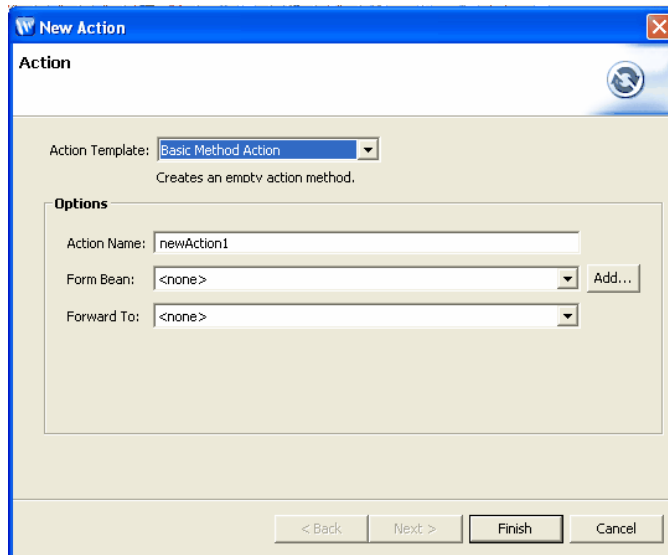 New Action
Action
Action Template: Basic Method Action
Creates an empty action method.
Options
Action Name: newAction1
Form Bean: <none> Add...
Forward To: <none>
< Back Next > Finish Cancel